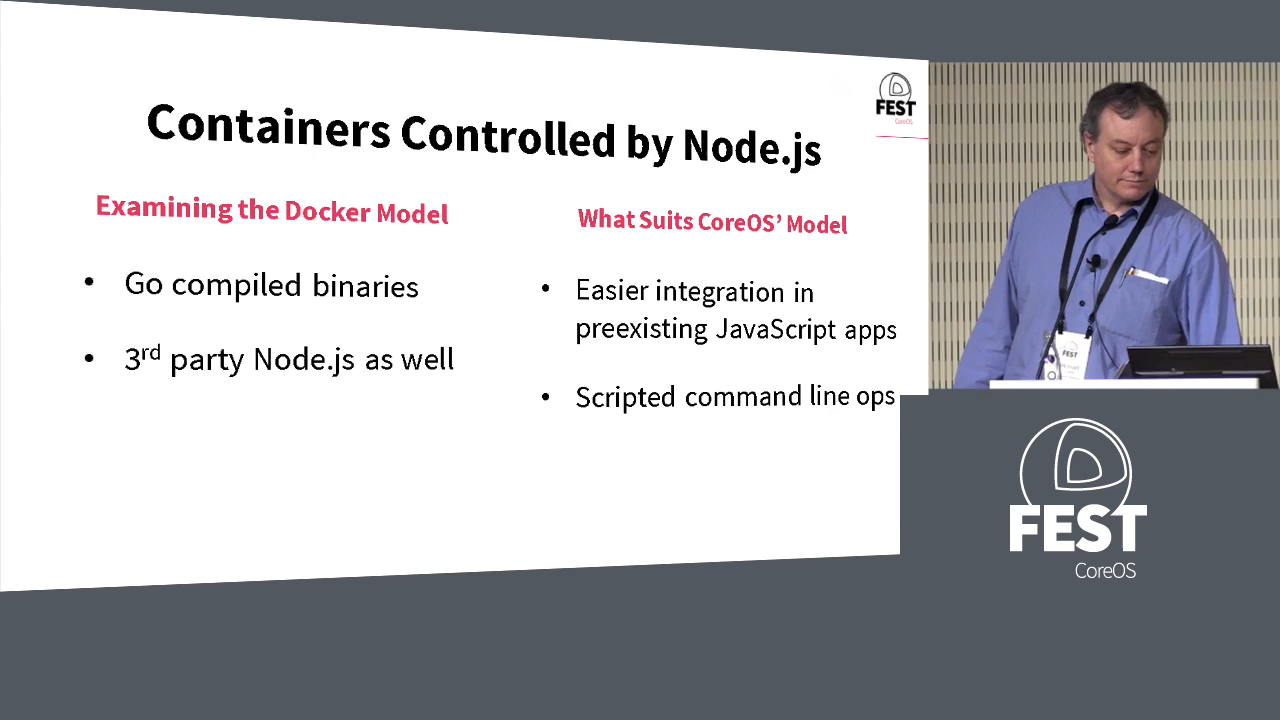 Containers Controlled by Node.js
FEST
CoreOS
Examining the Docker Model
• Go compiled binaries
• 3rd party Node.js as well
What Suits CoreOS’ Model
• Easier integration in
preexisting JavaScript apps
• Scripted command line ops
FEST
FEST
CoreOS